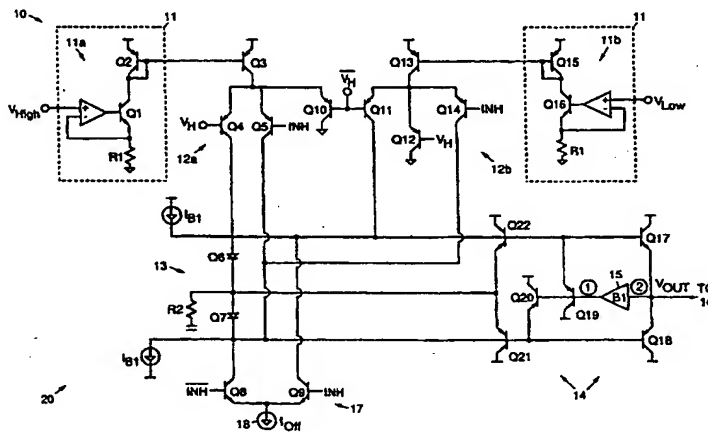 10
11
11
11a
11b
Q2
Q3
Q13
Q15
VHigh
Q1
R1
VH
Q4
Q5
INH
Q10
V̅H̅
Q11
Q14
INH
Q12
VH
Q16
VLow
R1
12a
12b
IB1
Q22
Q17
13
Q6
Q7
R2
Q20
1
15
B1
2
VOUT
TO
Q19
IB1
Q21
Q18
20
I̅N̅H̅
Q8
Q9
INH
17
14
18
IOff